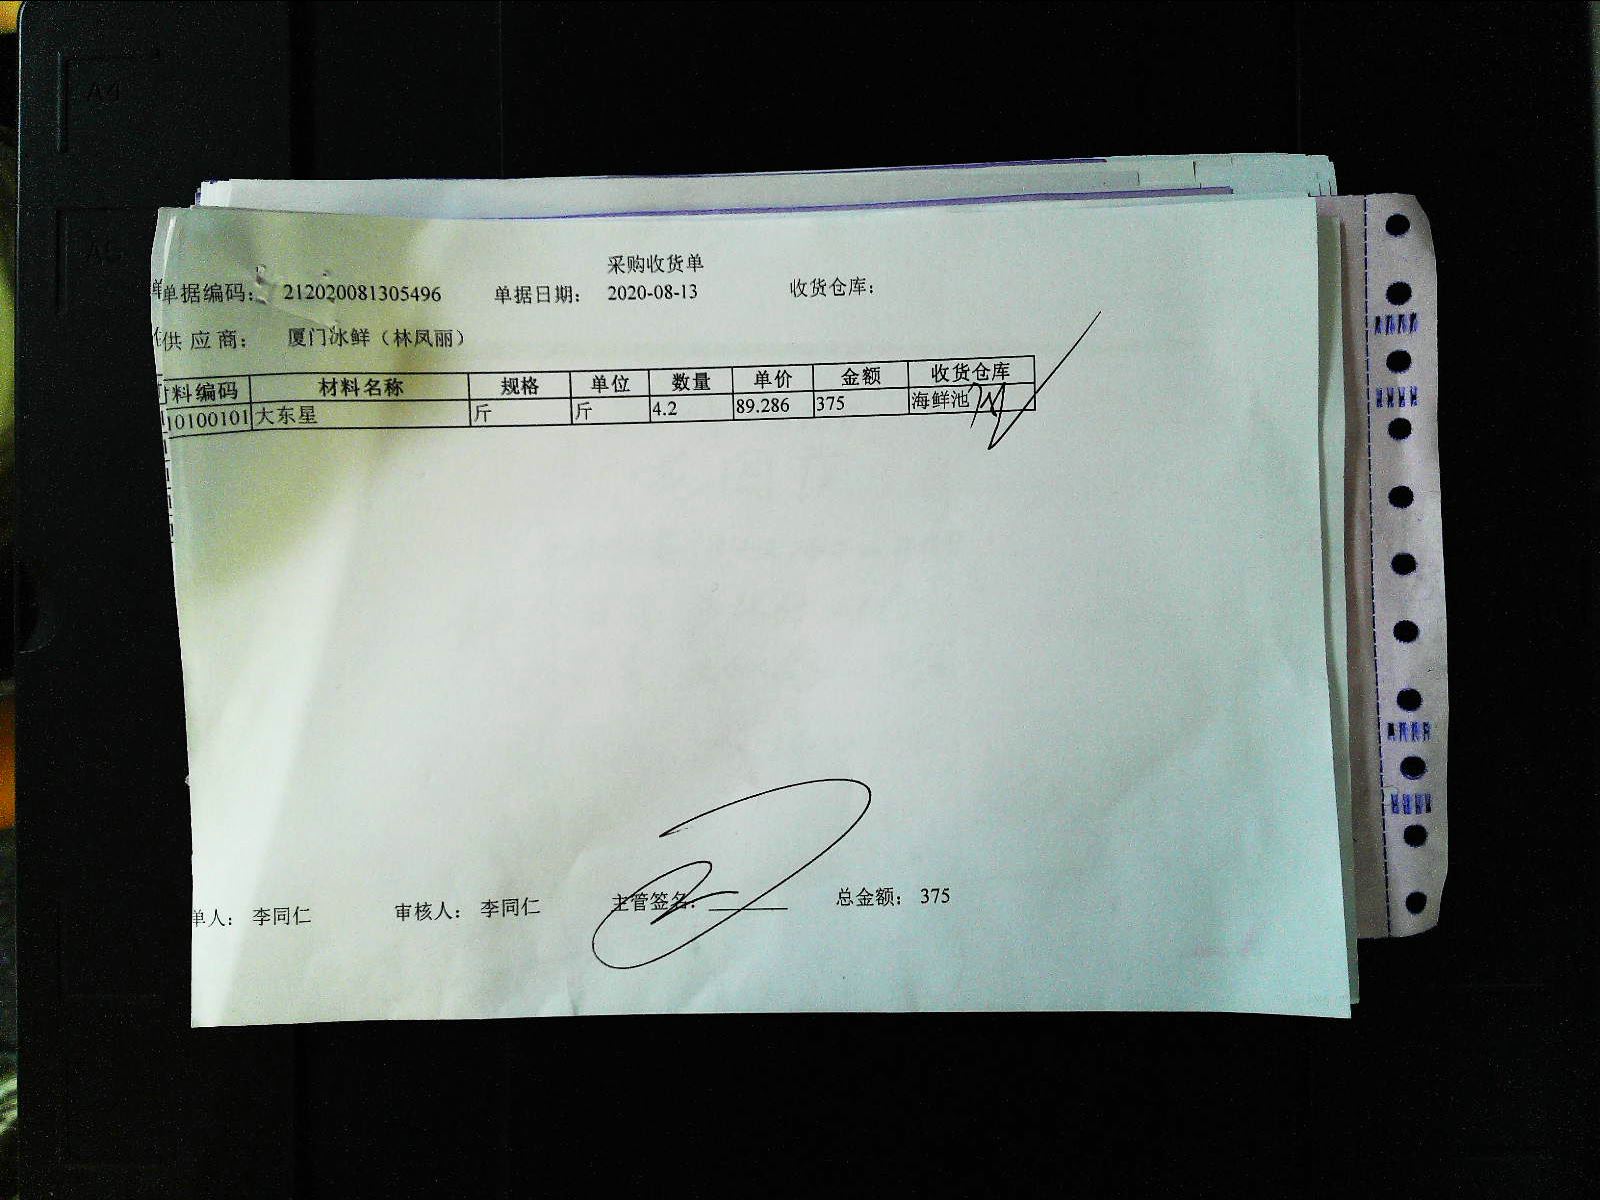 采购收货单
单据编码： 212020081305496 单据日期： 2020-08-13 收货仓库：
供 应 商： 厦门冰鲜（林凤丽）
料编码 材料名称 规格 单位 数量 单价 金额 收货仓库
10100101 大东星 斤 斤 4.2 89.286 375 海鲜池
单人： 李同仁 审核人： 李同仁 主管签名： 总金额： 375
A4
A5